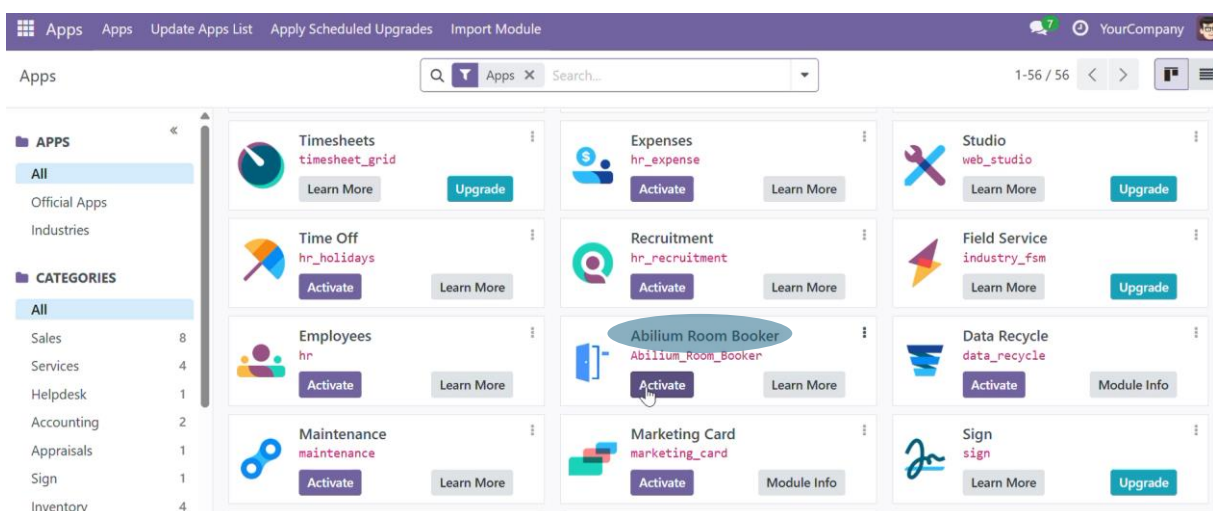 Apps Apps Update Apps List Apply Scheduled Upgrades Import Module 7 YourCompany
Apps Apps × Search... 1-56 / 56
APPS
All
Official Apps
Industries
CATEGORIES
All
Sales 8
Services 4
Helpdesk 1
Accounting 2
Appraisals 1
Sign 1
Inventory 4
Timesheets
timesheet_grid
Learn More Upgrade
Expenses
hr_expense
Activate Learn More
Studio
web_studio
Learn More Upgrade
Time Off
hr_holidays
Activate Learn More
Recruitment
hr_recruitment
Activate Learn More
Field Service
industry_fsm
Learn More Upgrade
Employees
hr
Activate Learn More
Abilium Room Booker
Abilium_Room_Booker
Activate Learn More
Data Recycle
data_recycle
Activate Module Info
Maintenance
maintenance
Activate Learn More
Marketing Card
marketing_card
Activate Module Info
Sign
sign
Learn More Upgrade